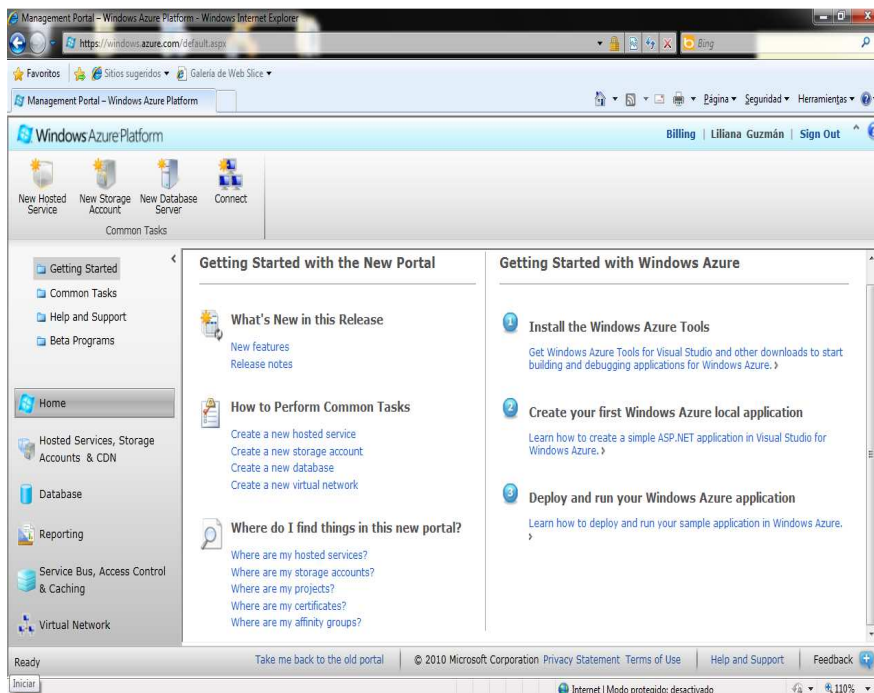 Management Portal – Windows Azure Platform - Windows Internet Explorer
https://windows.azure.com/default.aspx
Bing
Favoritos
Sitios sugeridos
Galería de Web Slice
Management Portal – Windows Azure Platform
Página
Seguridad
Herramientas
Windows Azure Platform
Billing | Liliana Guzmán | Sign Out
New Hosted Service
New Storage Account
New Database Server
Connect
Common Tasks
Getting Started
Common Tasks
Help and Support
Beta Programs
Home
Hosted Services, Storage
Accounts & CDN
Database
Reporting
Service Bus, Access Control
& Caching
Virtual Network
Getting Started with the New Portal
What's New in this Release
New features
Release notes
How to Perform Common Tasks
Create a new hosted service
Create a new storage account
Create a new database
Create a new virtual network
Where do I find things in this new portal?
Where are my hosted services?
Where are my storage accounts?
Where are my projects?
Where are my certificates?
Where are my affinity groups?
Getting Started with Windows Azure
1
Install the Windows Azure Tools
Get Windows Azure Tools for Visual Studio and other downloads to start
building and debugging applications for Windows Azure.
2
Create your first Windows Azure local application
Learn how to create a simple ASP.NET application in Visual Studio for
Windows Azure.
3
Deploy and run your Windows Azure application
Learn how to deploy and run your sample application in Windows Azure.
Ready
Take me back to the old portal | © 2010 Microsoft Corporation Privacy Statement Terms of Use | Help and Support | Feedback
Iniciar
Internet | Modo protegido: desactivado
110%